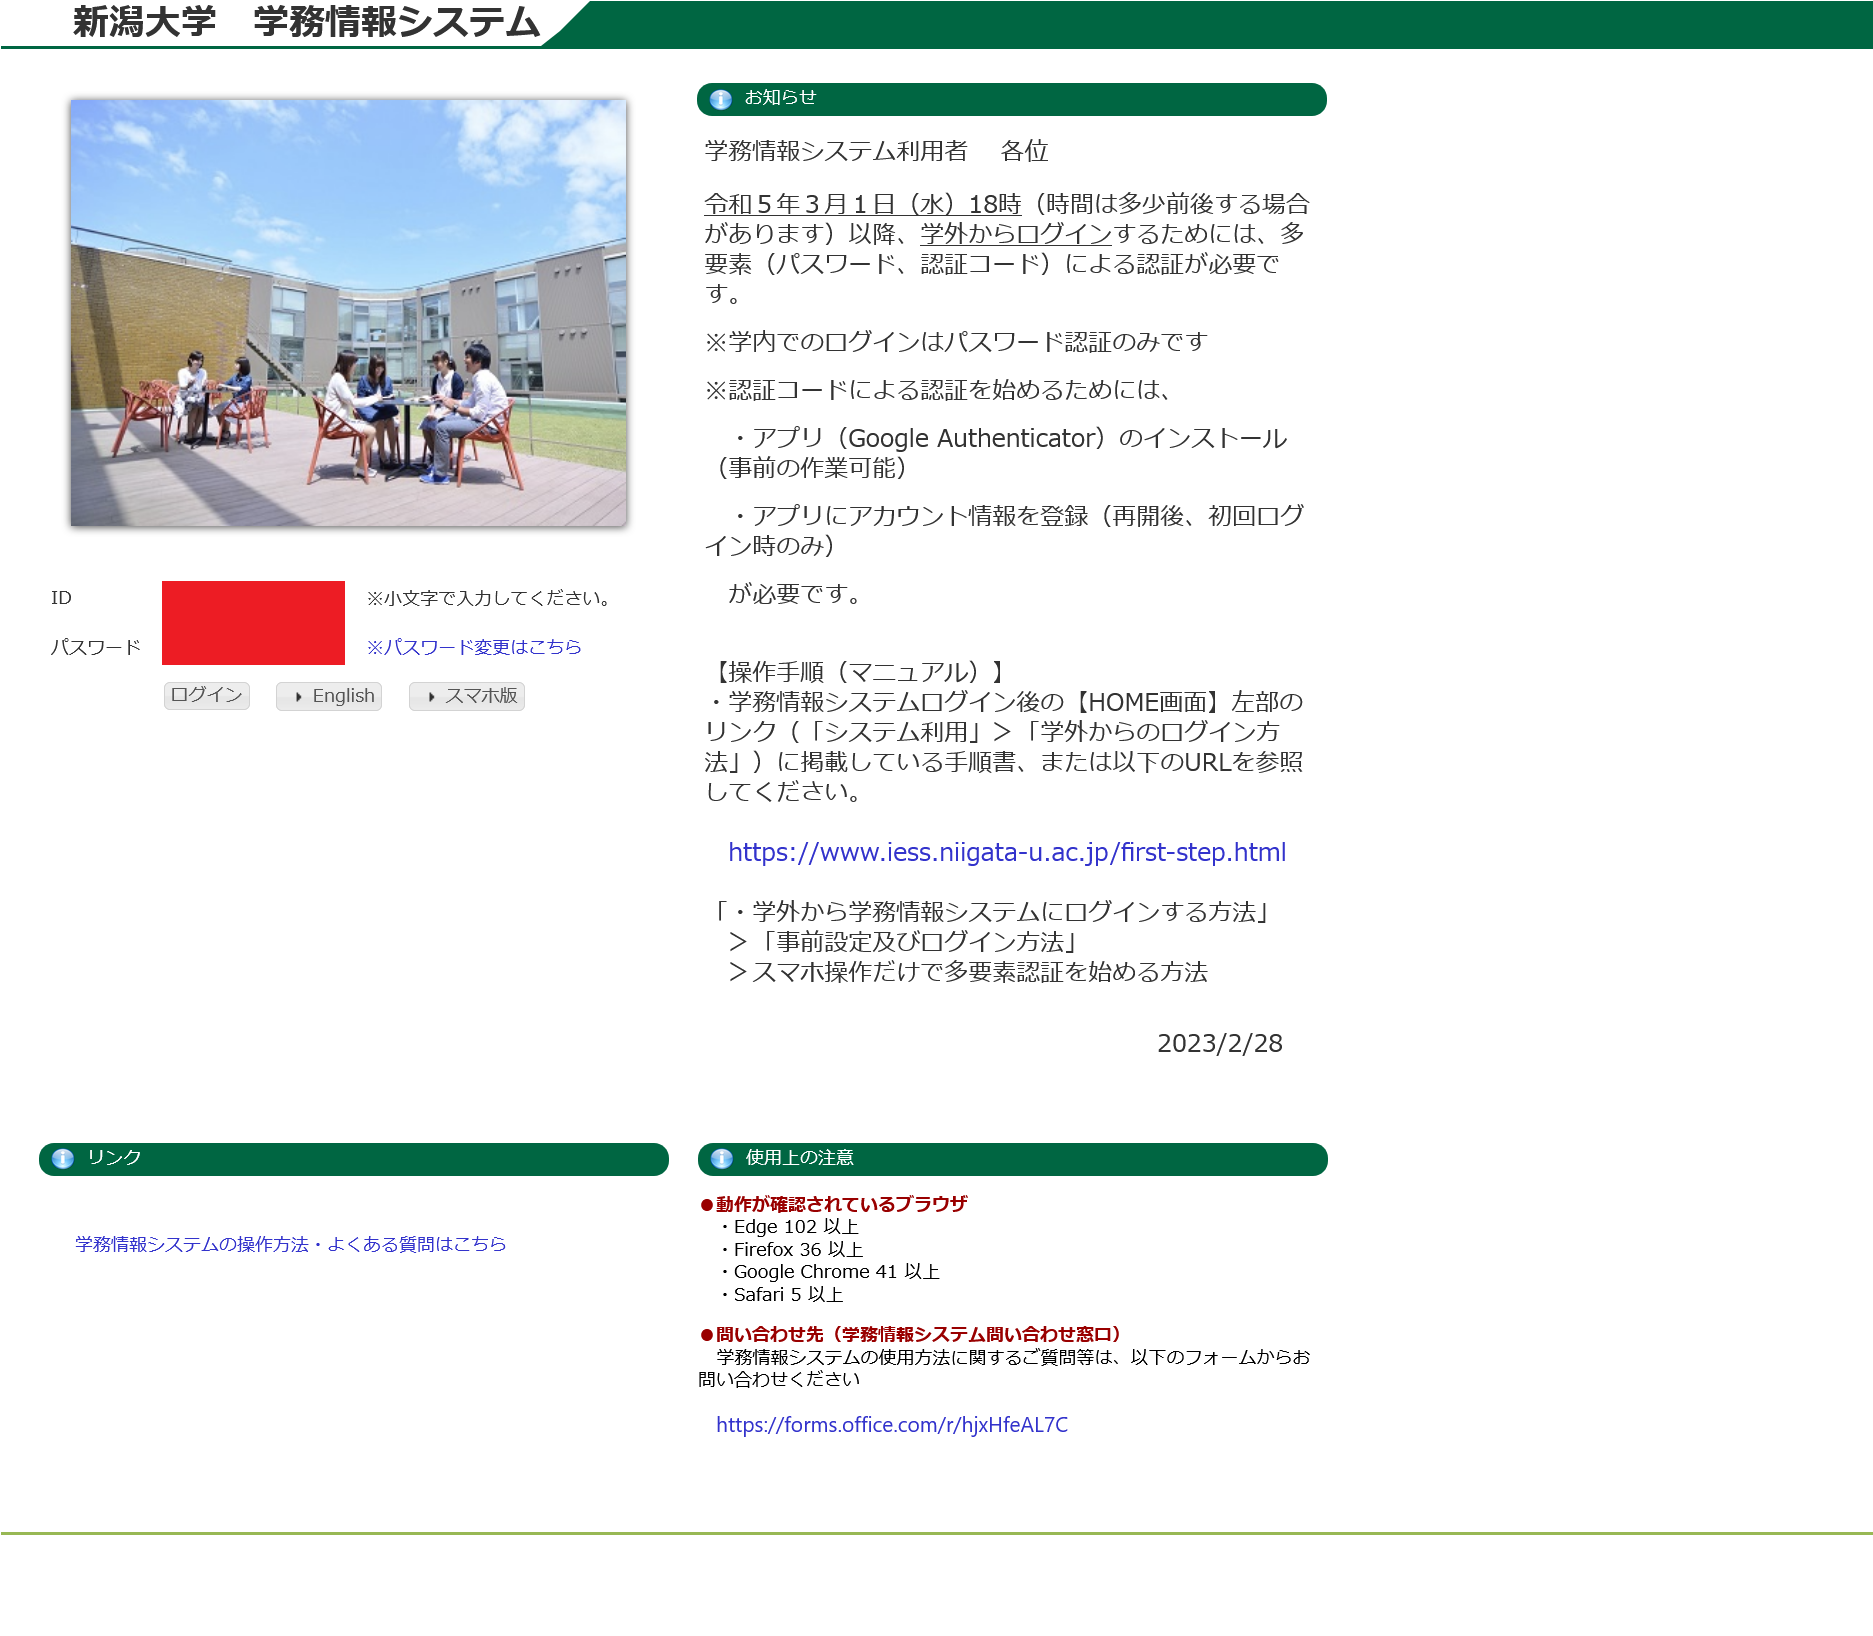 新潟大学　学務情報システム
ID
※小文字で入力してください。
パスワード
※パスワード変更はこちら
ログイン
English
スマホ版
お知らせ
学務情報システム利用者　 各位
令和５年３月１日（水）18時（時間は多少前後する場合
があります）以降、学外からログインするためには、多
要素（パスワード、認証コード）による認証が必要で
す。
※学内でのログインはパスワード認証のみです
※認証コードによる認証を始めるためには、
・アプリ（Google Authenticator）のインストール
（事前の作業可能）
・アプリにアカウント情報を登録（再開後、初回ログ
イン時のみ）
が必要です。
【操作手順（マニュアル）】
・学務情報システムログイン後の【HOME画面】左部の
リンク（「システム利用」＞「学外からのログイン方
法」）に掲載している手順書、または以下のURLを参照
してください。
https://www.iess.niigata-u.ac.jp/first-step.html
「・学外から学務情報システムにログインする方法」
＞「事前設定及びログイン方法」
＞スマホ操作だけで多要素認証を始める方法
2023/2/28
リンク
学務情報システムの操作方法・よくある質問はこちら
使用上の注意
●動作が確認されているブラウザ
・Edge 102 以上
・Firefox 36 以上
・Google Chrome 41 以上
・Safari 5 以上
●問い合わせ先（学務情報システム問い合わせ窓口）
学務情報システムの使用方法に関するご質問等は、以下のフォームからお
問い合わせください
https://forms.office.com/r/hjxHfeAL7C